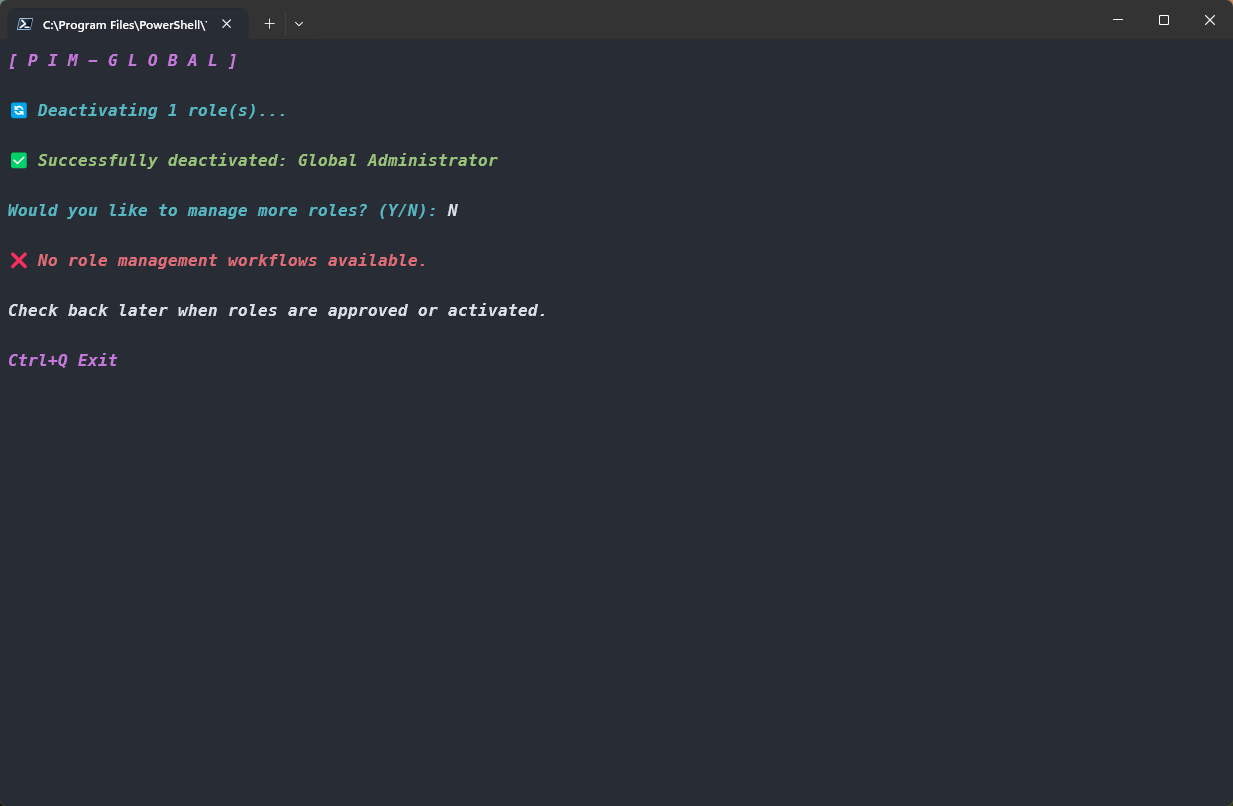 C:\Program Files\PowerShell\
[ P I M – G L O B A L ]
🔄 Deactivating 1 role(s)...
✅ Successfully deactivated: Global Administrator
Would you like to manage more roles? (Y/N): N
❌ No role management workflows available.
Check back later when roles are approved or activated.
Ctrl+Q Exit